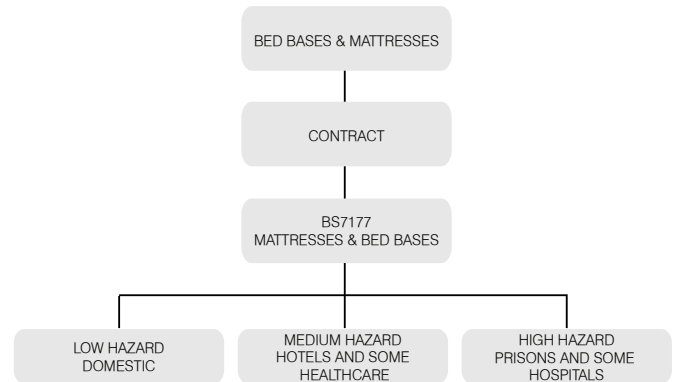 BED BASES & MATTRESSES
CONTRACT
BS7177
MATTRESSES & BED BASES
LOW HAZARD
DOMESTIC
MEDIUM HAZARD
HOTELS AND SOME
HEALTHCARE
HIGH HAZARD
PRISONS AND SOME
HOSPITALS